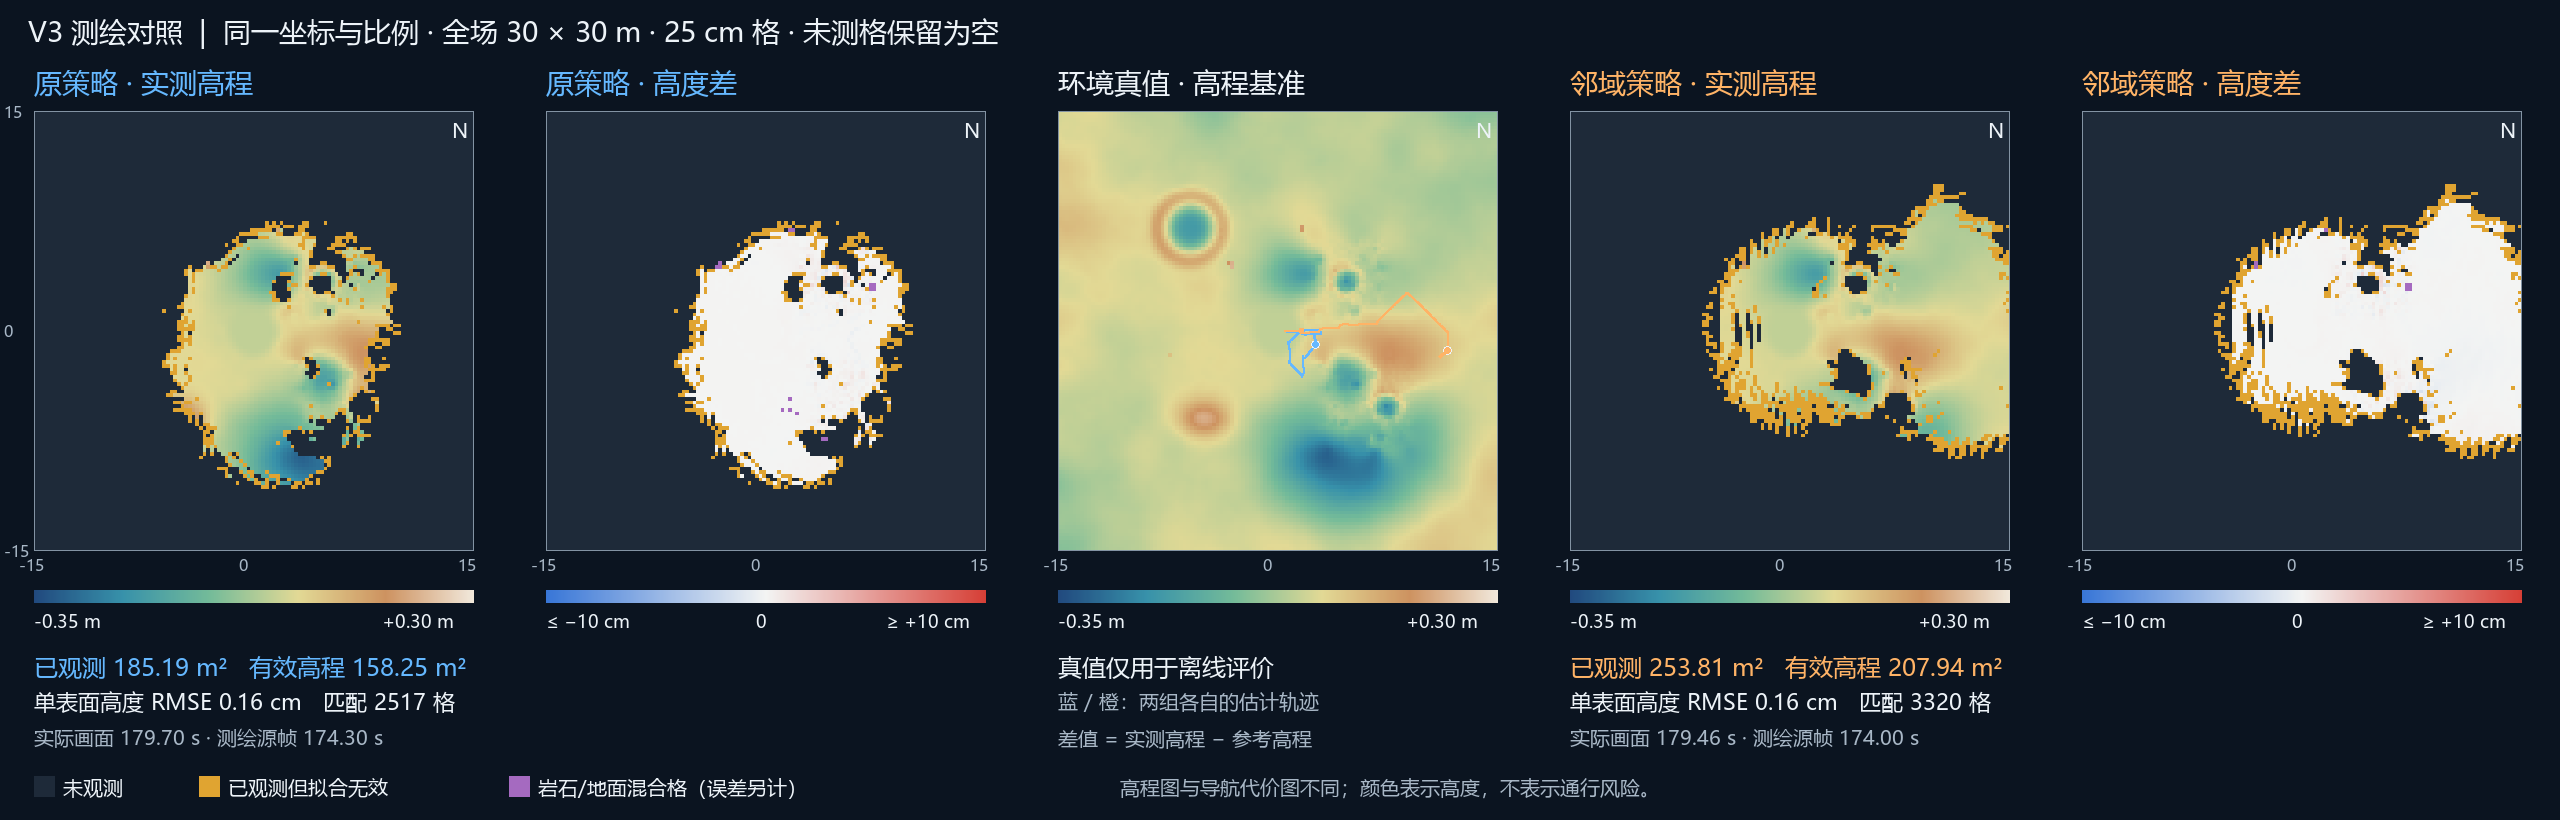 V3 测绘对照 | 同一坐标与比例 · 全场 30 × 30 m · 25 cm 格 · 未测格保留为空
原策略 · 实测高程
原策略 · 高度差
环境真值 · 高程基准
邻域策略 · 实测高程
邻域策略 · 高度差
15
N
N
N
N
N
0
-15
-15 0 15
-15 0 15
-15 0 15
-15 0 15
-15 0 15
-0.35 m +0.30 m
≤ −10 cm 0 ≥ +10 cm
-0.35 m +0.30 m
-0.35 m +0.30 m
≤ −10 cm 0 ≥ +10 cm
已观测 185.19 m² 有效高程 158.25 m²
单表面高度 RMSE 0.16 cm 匹配 2517 格
实际画面 179.70 s · 测绘源帧 174.30 s
真值仅用于离线评价
蓝 / 橙：两组各自的估计轨迹
差值 = 实测高程 − 参考高程
已观测 253.81 m² 有效高程 207.94 m²
单表面高度 RMSE 0.16 cm 匹配 3320 格
实际画面 179.46 s · 测绘源帧 174.00 s
未观测
已观测但拟合无效
岩石/地面混合格（误差另计）
高程图与导航代价图不同；颜色表示高度，不表示通行风险。